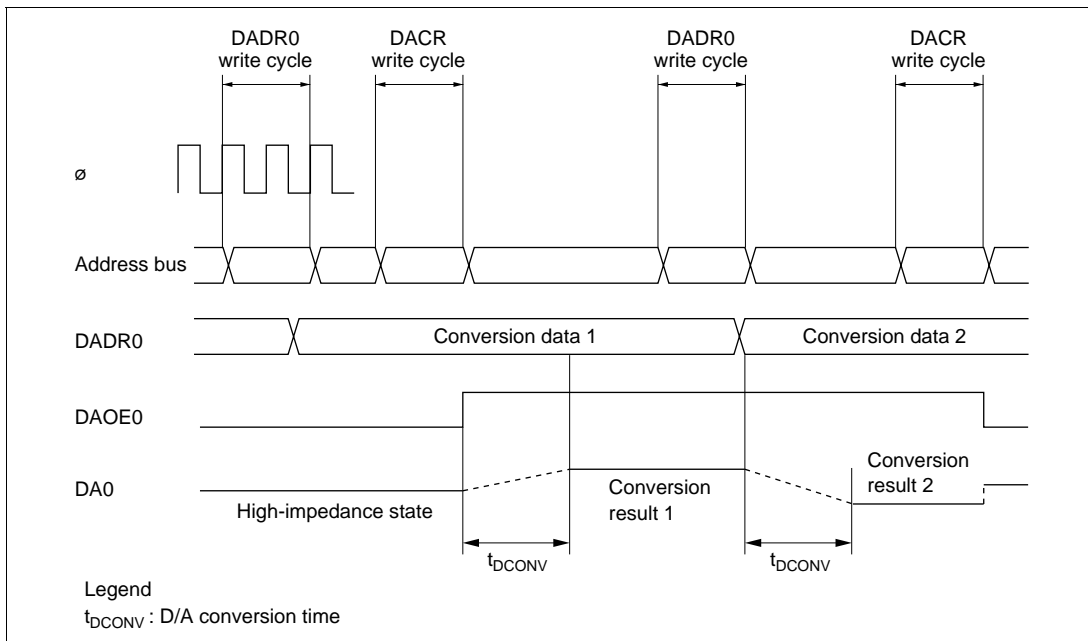 DADR0
write cycle
DACR
write cycle
DADR0
write cycle
DACR
write cycle
ø
Address bus
DADR0
Conversion data 1
Conversion data 2
DAOE0
DA0
High-impedance state
Conversion
result 1
Conversion
result 2
tDCONV
tDCONV
Legend
tDCONV : D/A conversion time